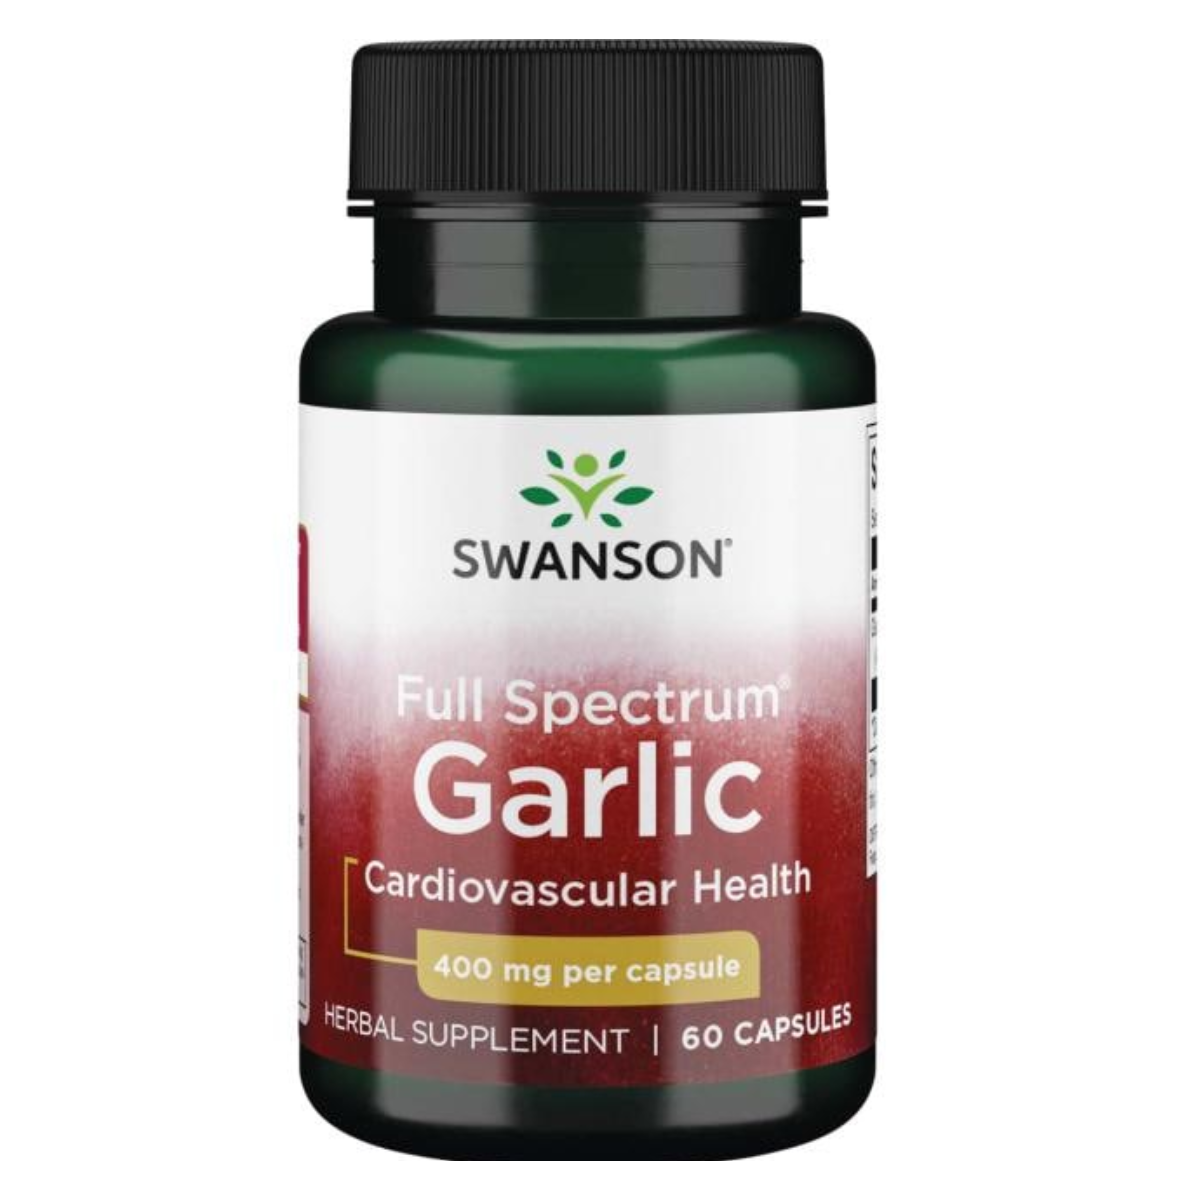 SWANSON®
Full Spectrum®
Garlic
Cardiovascular Health
400 mg per capsule
HERBAL SUPPLEMENT | 60 CAPSULES